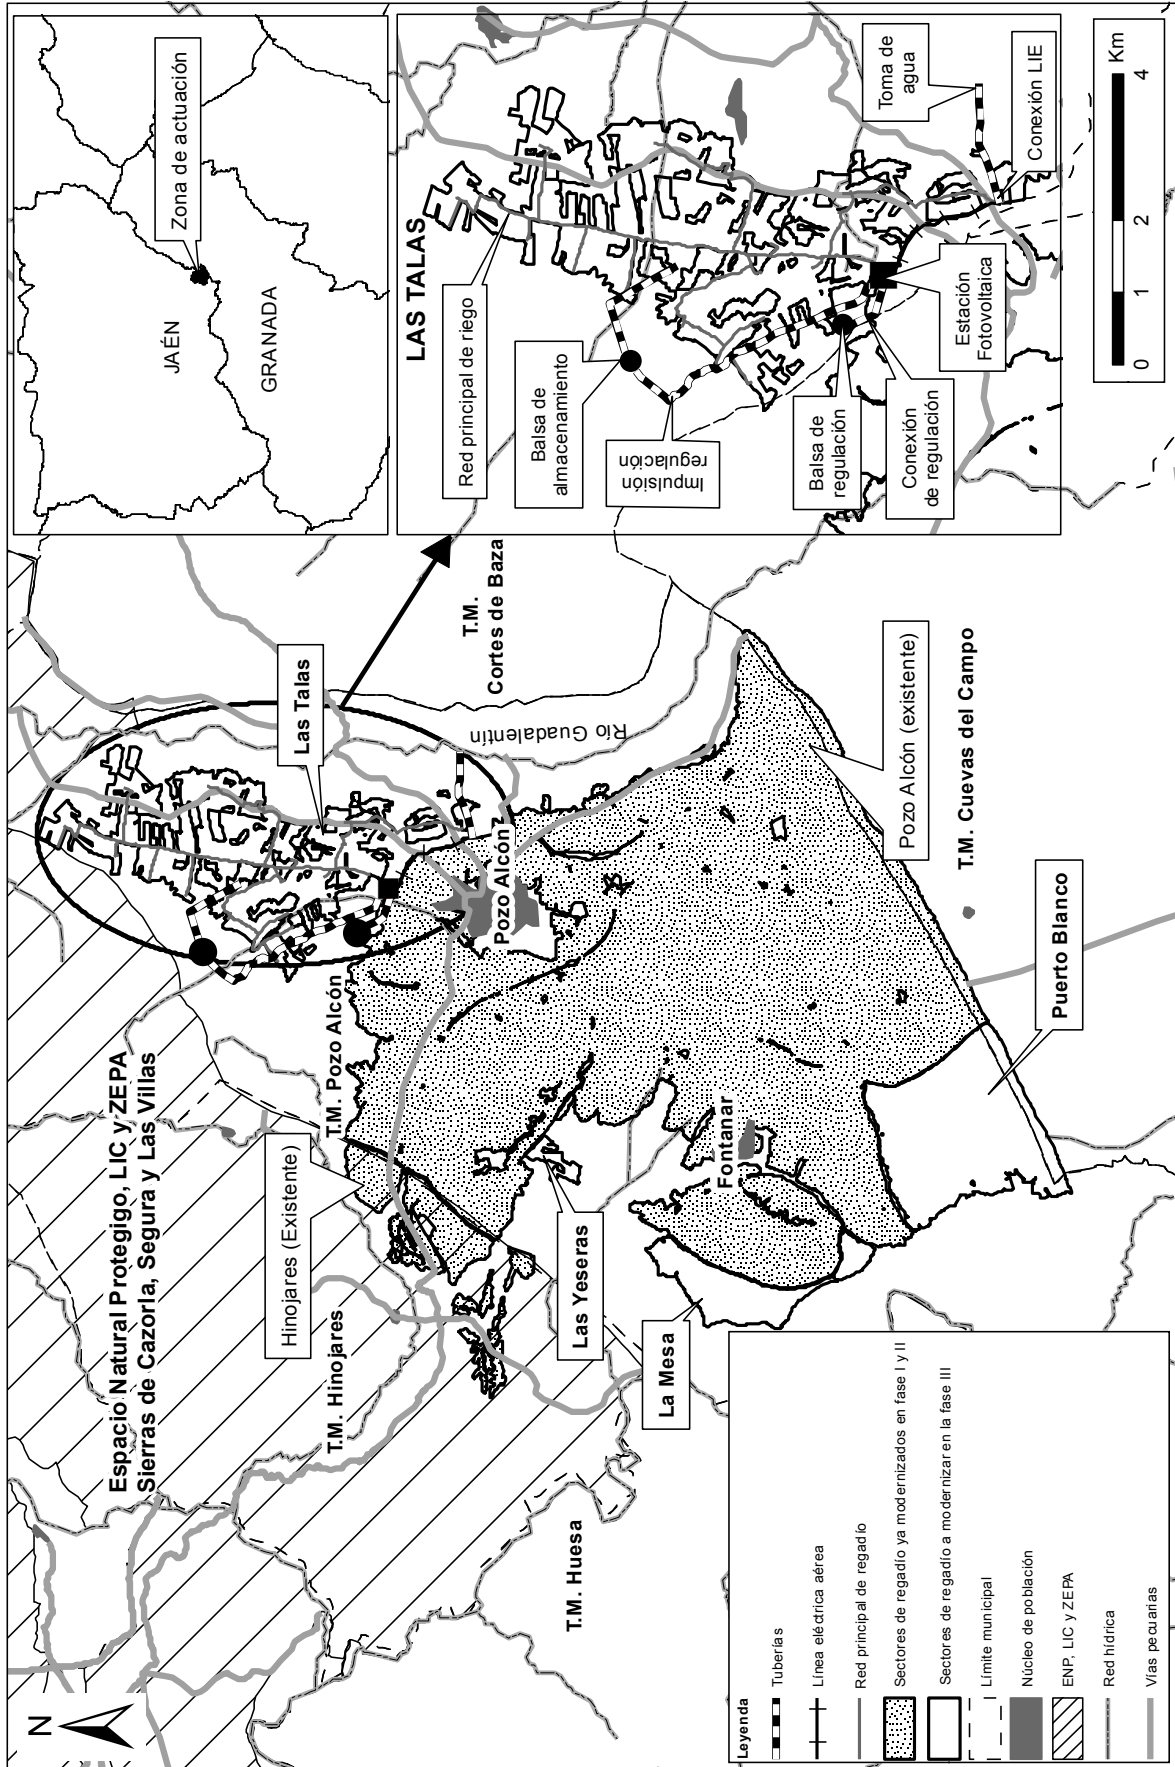 N
Espacio Natural Protegigo, LIC y ZEPA
Sierras de Cazorla, Segura y Las Villas
T.M. Hinojares
Hinojares (Existente)
T.M. Pozo Alcón
Las Talas
T.M. Huesa
Las Yeseras
La Mesa
Fontanar
Pozo Alcón
Río Guadalentín
T.M.
Cortes de Baza
Pozo Alcón (existente)
T.M. Cuevas del Campo
Puerto Blanco
JAÉN
GRANADA
Zona de actuación
LAS TALAS
Red principal de riego
Balsa de
almacenamiento
Impulsión
regulación
Balsa de
regulación
Conexión
de regulación
Estación
Fotovoltaica
Toma de
agua
Conexión LIE
0
1
2
4
Km
Leyenda
Tuberías
Línea eléctrica aérea
Red principal de regadío
Sectores de regadío ya modernizados en fase I y II
Sectores de regadío a modernizar en la fase III
Límite municipal
Núcleo de población
ENP, LIC y ZEPA
Red hídrica
Vías pecuarias